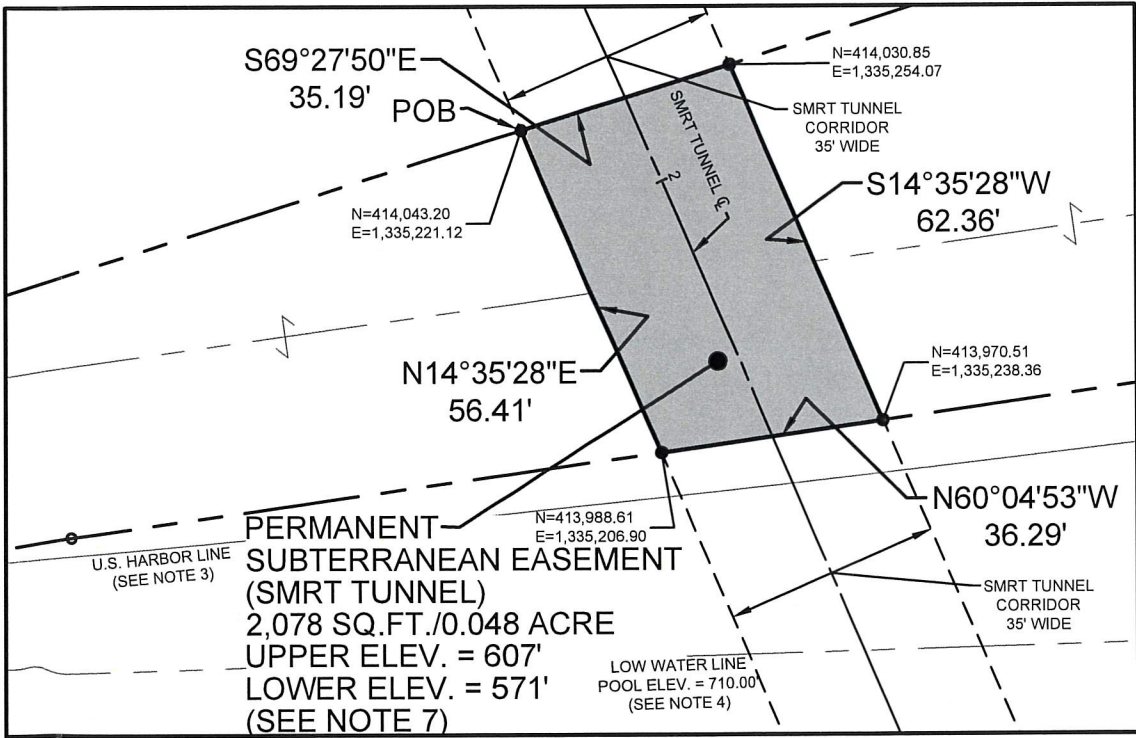 S69°27'50"E
35.19'
POB
N=414,030.85
E=1,335,254.07
SMRT TUNNEL
CORRIDOR
35' WIDE
SMRT TUNNEL ℄
2
S14°35'28"W
62.36'
N=414,043.20
E=1,335,221.12
N14°35'28"E
56.41'
N=413,970.51
E=1,335,238.36
N60°04'53"W
36.29'
N=413,988.61
E=1,335,206.90
U.S. HARBOR LINE
(SEE NOTE 3)
PERMANENT
SUBTERRANEAN EASEMENT
(SMRT TUNNEL)
2,078 SQ.FT./0.048 ACRE
UPPER ELEV. = 607'
LOWER ELEV. = 571'
(SEE NOTE 7)
SMRT TUNNEL
CORRIDOR
35' WIDE
LOW WATER LINE
POOL ELEV. = 710.00'
(SEE NOTE 4)